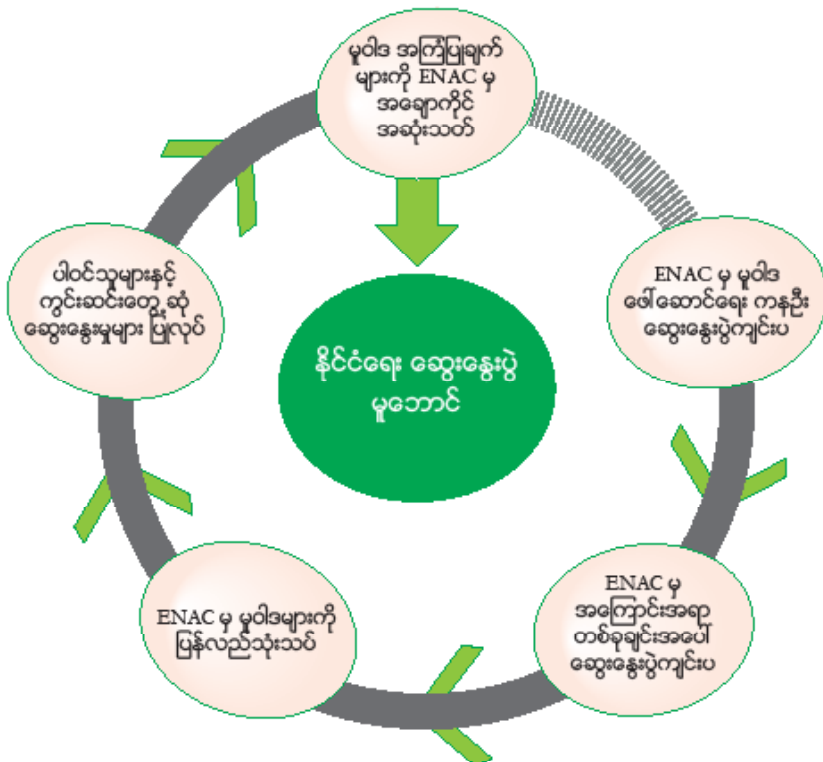 မူဝါဒ အကြံပြုချက်
များကို ENAC မှ
အချောကိုင်
အဆုံးသတ်
ENAC မှ မူဝါဒ
ဖေါ်ဆောင်ရေး ကနဦး
ဆွေးနွေးပွဲကျင်းပ
ENAC မှ
အကြောင်းအရာ
တစ်ခုချင်းအပေါ်
ဆွေးနွေးပွဲကျင်းပ
ENAC မှ မူဝါဒများကို
ပြန်လည်သုံးသပ်
ပါဝင်သူများနှင့်
ကွင်းဆင်းတွေ့ဆုံ
ဆွေးနွေးမှုများ ပြုလုပ်
နိုင်ငံရေး ဆွေးနွေးပွဲ
မူဘောင်